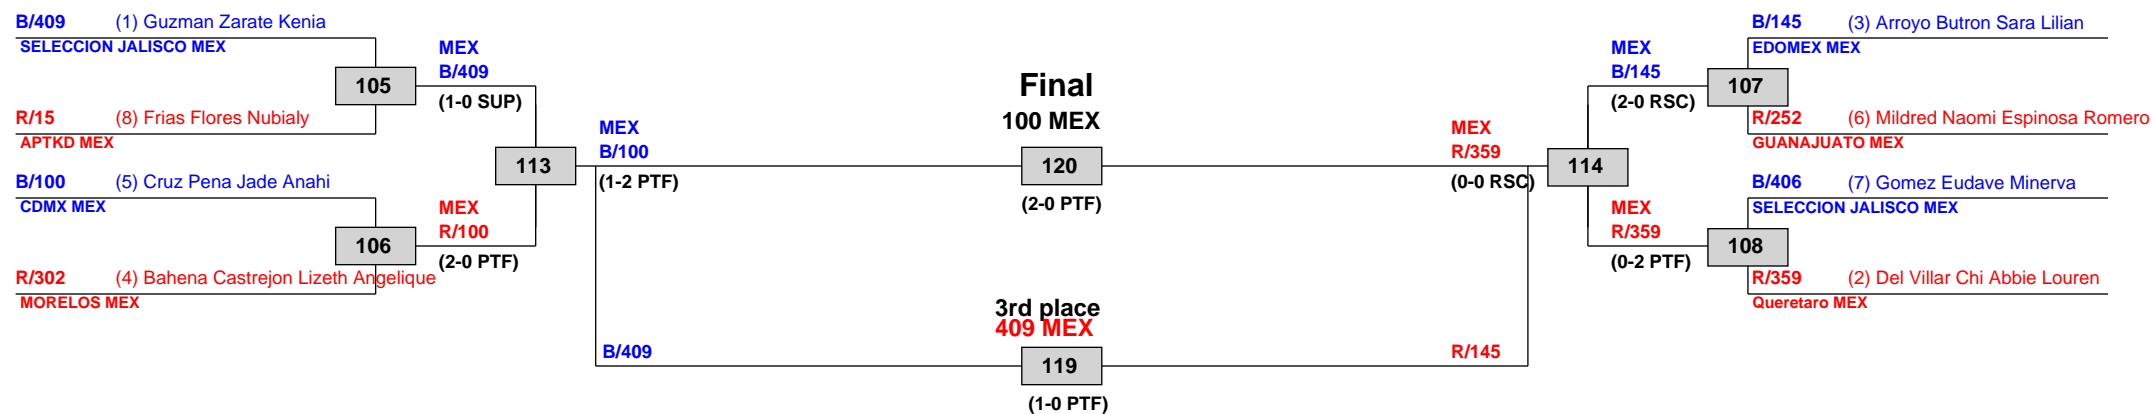 B/409 (1) Guzman Zarate Kenia
SELECCION JALISCO MEX
105
MEX
B/409
(1-0 SUP)
R/15 (8) Frias Flores Nubialy
APTKD MEX
B/100 (5) Cruz Pena Jade Anahi
CDMX MEX
106
MEX
R/100
(2-0 PTF)
R/302 (4) Bahena Castrejon Lizeth Angelique
MORELOS MEX
113
MEX
B/100
(1-2 PTF)
Final
100 MEX
120
(2-0 PTF)
3rd place
409 MEX
B/409
119
R/145
(1-0 PTF)
MEX
R/359
(0-0 RSC)
114
MEX
B/145
(2-0 RSC)
107
B/145 (3) Arroyo Butron Sara Lilian
EDOMEX MEX
R/252 (6) Mildred Naomi Espinosa Romero
GUANAJUATO MEX
MEX
R/359
(0-2 PTF)
108
B/406 (7) Gomez Eudave Minerva
SELECCION JALISCO MEX
R/359 (2) Del Villar Chi Abbie Louren
Queretaro MEX